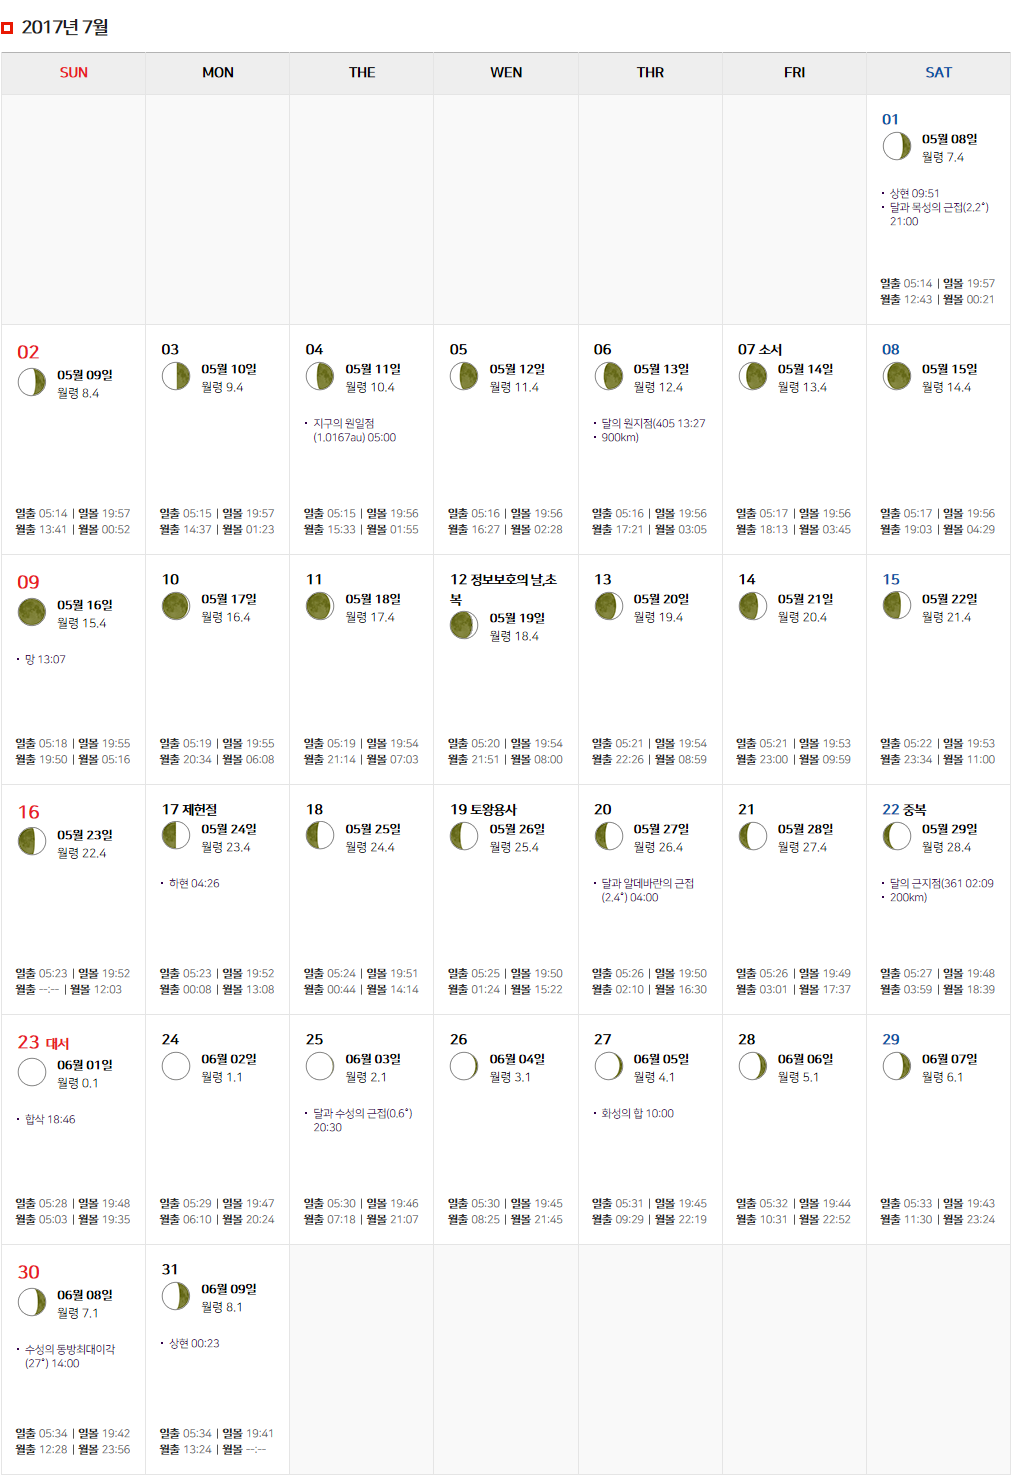 2017년 7월
SUN MON THE WEN THR FRI SAT
01
05월 08일
월령 7.4
상현 09:51
달과 목성의 근접(2.2°)
21:00
일출 05:14 | 일몰 19:57
월출 12:43 | 월몰 00:21
02
05월 09일
월령 8.4
일출 05:14 | 일몰 19:57
월출 13:41 | 월몰 00:52
03
05월 10일
월령 9.4
일출 05:15 | 일몰 19:57
월출 14:37 | 월몰 01:23
04
05월 11일
월령 10.4
지구의 원일점
(1.0167au) 05:00
일출 05:15 | 일몰 19:56
월출 15:33 | 월몰 01:55
05
05월 12일
월령 11.4
일출 05:16 | 일몰 19:56
월출 16:27 | 월몰 02:28
06
05월 13일
월령 12.4
달의 원지점(405 13:27
900km)
일출 05:16 | 일몰 19:56
월출 17:21 | 월몰 03:05
07 소서
05월 14일
월령 13.4
일출 05:17 | 일몰 19:56
월출 18:13 | 월몰 03:45
08
05월 15일
월령 14.4
일출 05:17 | 일몰 19:56
월출 19:03 | 월몰 04:29
09
05월 16일
월령 15.4
망 13:07
일출 05:18 | 일몰 19:55
월출 19:50 | 월몰 05:16
10
05월 17일
월령 16.4
일출 05:19 | 일몰 19:55
월출 20:34 | 월몰 06:08
11
05월 18일
월령 17.4
일출 05:19 | 일몰 19:54
월출 21:14 | 월몰 07:03
12 정보보호의 날,초
복
05월 19일
월령 18.4
일출 05:20 | 일몰 19:54
월출 21:51 | 월몰 08:00
13
05월 20일
월령 19.4
일출 05:21 | 일몰 19:54
월출 22:26 | 월몰 08:59
14
05월 21일
월령 20.4
일출 05:21 | 일몰 19:53
월출 23:00 | 월몰 09:59
15
05월 22일
월령 21.4
일출 05:22 | 일몰 19:53
월출 23:34 | 월몰 11:00
16
05월 23일
월령 22.4
일출 05:23 | 일몰 19:52
월출 --:-- | 월몰 12:03
17 제헌절
05월 24일
월령 23.4
하현 04:26
일출 05:23 | 일몰 19:52
월출 00:08 | 월몰 13:08
18
05월 25일
월령 24.4
일출 05:24 | 일몰 19:51
월출 00:44 | 월몰 14:14
19 토왕용사
05월 26일
월령 25.4
일출 05:25 | 일몰 19:50
월출 01:24 | 월몰 15:22
20
05월 27일
월령 26.4
달과 알데바란의 근접
(2.4°) 04:00
일출 05:26 | 일몰 19:50
월출 02:10 | 월몰 16:30
21
05월 28일
월령 27.4
일출 05:26 | 일몰 19:49
월출 03:01 | 월몰 17:37
22 중복
05월 29일
월령 28.4
달의 근지점(361 02:09
200km)
일출 05:27 | 일몰 19:48
월출 03:59 | 월몰 18:39
23 대서
06월 01일
월령 0.1
합삭 18:46
일출 05:28 | 일몰 19:48
월출 05:03 | 월몰 19:35
24
06월 02일
월령 1.1
일출 05:29 | 일몰 19:47
월출 06:10 | 월몰 20:24
25
06월 03일
월령 2.1
달과 수성의 근접(0.6°)
20:30
일출 05:30 | 일몰 19:46
월출 07:18 | 월몰 21:07
26
06월 04일
월령 3.1
일출 05:30 | 일몰 19:45
월출 08:25 | 월몰 21:45
27
06월 05일
월령 4.1
화성의 합 10:00
일출 05:31 | 일몰 19:45
월출 09:29 | 월몰 22:19
28
06월 06일
월령 5.1
일출 05:32 | 일몰 19:44
월출 10:31 | 월몰 22:52
29
06월 07일
월령 6.1
일출 05:33 | 일몰 19:43
월출 11:30 | 월몰 23:24
30
06월 08일
월령 7.1
수성의 동방최대이각
(27°) 14:00
일출 05:34 | 일몰 19:42
월출 12:28 | 월몰 23:56
31
06월 09일
월령 8.1
상현 00:23
일출 05:34 | 일몰 19:41
월출 13:24 | 월몰 --:--